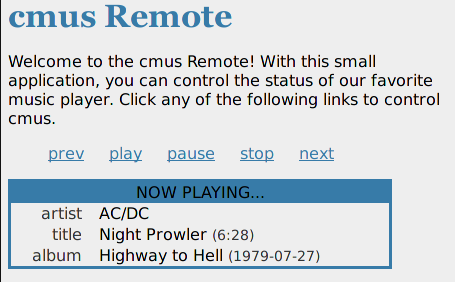 cmus Remote
Welcome to the cmus Remote! With this small
application, you can control the status of our favorite
music player. Click any of the following links to control
cmus.
prev play pause stop next
NOW PLAYING...
artist AC/DC
title Night Prowler (6:28)
album Highway to Hell (1979-07-27)